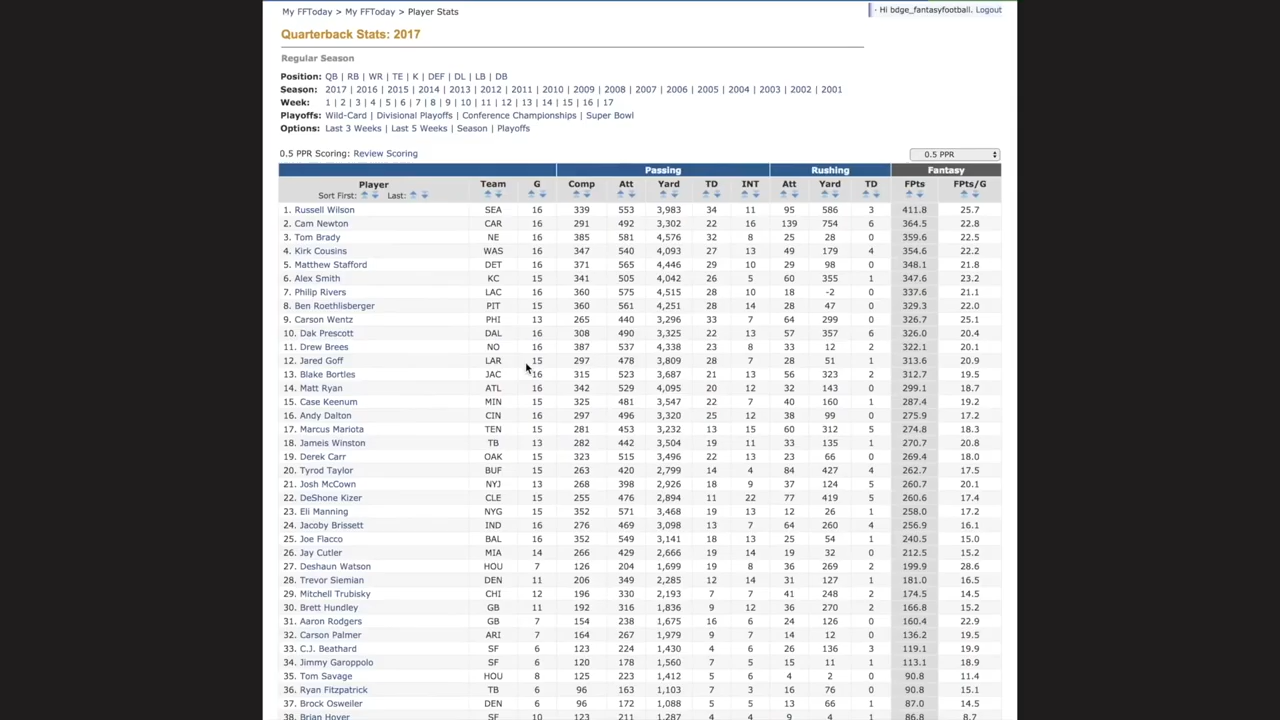 My FFToday > My FFToday > Player Stats
· Hi bdge_fantasyfootball. Logout
Quarterback Stats: 2017
Regular Season
Position: QB | RB | WR | TE | K | DEF | DL | LB | DB
Season: 2017 | 2016 | 2015 | 2014 | 2013 | 2012 | 2011 | 2010 | 2009 | 2008 | 2007 | 2006 | 2005 | 2004 | 2003 | 2002 | 2001
Week: 1 | 2 | 3 | 4 | 5 | 6 | 7 | 8 | 9 | 10 | 11 | 12 | 13 | 14 | 15 | 16 | 17
Playoffs: Wild-Card | Divisional Playoffs | Conference Championships | Super Bowl
Options: Last 3 Weeks | Last 5 Weeks | Season | Playoffs
0.5 PPR Scoring: Review Scoring 0.5 PPR
Passing Rushing Fantasy
Player Team G Comp Att Yard TD INT Att Yard TD FPts FPts/G
Sort First: Last:
1. Russell Wilson SEA 16 339 553 3,983 34 11 95 586 3 411.8 25.7
2. Cam Newton CAR 16 291 492 3,302 22 16 139 754 6 364.5 22.8
3. Tom Brady NE 16 385 581 4,576 32 8 25 28 0 359.6 22.5
4. Kirk Cousins WAS 16 347 540 4,093 27 13 49 179 4 354.6 22.2
5. Matthew Stafford DET 16 371 565 4,446 29 10 29 98 0 348.1 21.8
6. Alex Smith KC 15 341 505 4,042 26 5 60 355 1 347.6 23.2
7. Philip Rivers LAC 16 360 575 4,515 28 10 18 -2 0 337.6 21.1
8. Ben Roethlisberger PIT 15 360 561 4,251 28 14 28 47 0 329.3 22.0
9. Carson Wentz PHI 13 265 440 3,296 33 7 64 299 0 326.7 25.1
10. Dak Prescott DAL 16 308 490 3,325 22 13 57 357 6 326.0 20.4
11. Drew Brees NO 16 387 537 4,338 23 8 33 12 2 322.1 20.1
12. Jared Goff LAR 15 297 478 3,809 28 7 28 51 1 313.6 20.9
13. Blake Bortles JAC 16 315 523 3,687 21 13 56 323 2 312.7 19.5
14. Matt Ryan ATL 16 342 529 4,095 20 12 32 143 0 299.1 18.7
15. Case Keenum MIN 15 325 481 3,547 22 7 40 160 1 287.4 19.2
16. Andy Dalton CIN 16 297 496 3,320 25 12 38 99 0 275.9 17.2
17. Marcus Mariota TEN 15 281 453 3,232 13 15 60 312 5 274.8 18.3
18. Jameis Winston TB 13 282 442 3,504 19 11 33 135 1 270.7 20.8
19. Derek Carr OAK 15 323 515 3,496 22 13 23 66 0 269.4 18.0
20. Tyrod Taylor BUF 15 263 420 2,799 14 4 84 427 4 262.7 17.5
21. Josh McCown NYJ 13 268 398 2,926 18 9 37 124 5 260.7 20.1
22. DeShone Kizer CLE 15 255 476 2,894 11 22 77 419 5 260.6 17.4
23. Eli Manning NYG 15 352 571 3,468 19 13 12 26 1 258.0 17.2
24. Jacoby Brissett IND 16 276 469 3,098 13 7 64 260 4 256.9 16.1
25. Joe Flacco BAL 16 352 549 3,141 18 13 25 54 1 240.5 15.0
26. Jay Cutler MIA 14 266 429 2,666 19 14 19 32 0 212.5 15.2
27. Deshaun Watson HOU 7 126 204 1,699 19 8 36 269 2 199.9 28.6
28. Trevor Siemian DEN 11 206 349 2,285 12 14 31 127 1 181.0 16.5
29. Mitchell Trubisky CHI 12 196 330 2,193 7 7 41 248 2 174.5 14.5
30. Brett Hundley GB 11 192 316 1,836 9 12 36 270 2 166.8 15.2
31. Aaron Rodgers GB 7 154 238 1,675 16 6 24 126 0 160.4 22.9
32. Carson Palmer ARI 7 164 267 1,979 9 7 14 12 0 136.2 19.5
33. C.J. Beathard SF 6 123 224 1,430 4 6 26 136 3 119.1 19.9
34. Jimmy Garoppolo SF 6 120 178 1,560 7 5 15 11 1 113.1 18.9
35. Tom Savage HOU 8 125 223 1,412 5 6 4 2 0 90.8 11.4
36. Ryan Fitzpatrick TB 6 96 163 1,103 7 3 16 76 0 90.8 15.1
37. Brock Osweiler DEN 6 96 172 1,088 5 5 13 66 1 87.0 14.5
38. Brian Hoyer SF 10 123 211 1,287 4 4 9 4 1 86.8 8.7